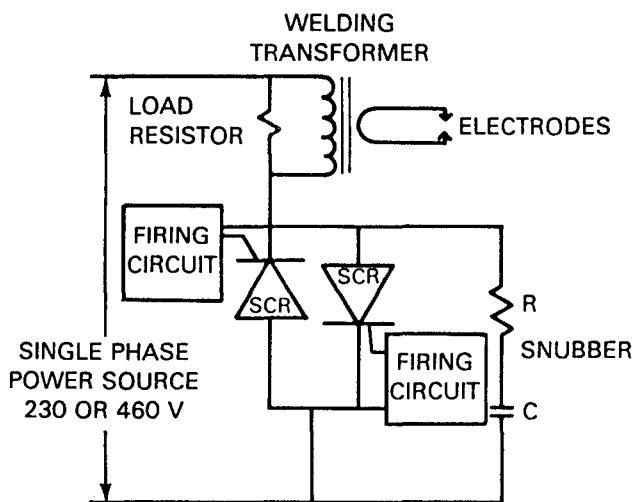 WELDING
TRANSFORMER
LOAD
RESISTOR
ELECTRODES
FIRING
CIRCUIT
SCR
SCR
R
SNUBBER
FIRING
CIRCUIT
C
SINGLE PHASE
POWER SOURCE
230 OR 460 V